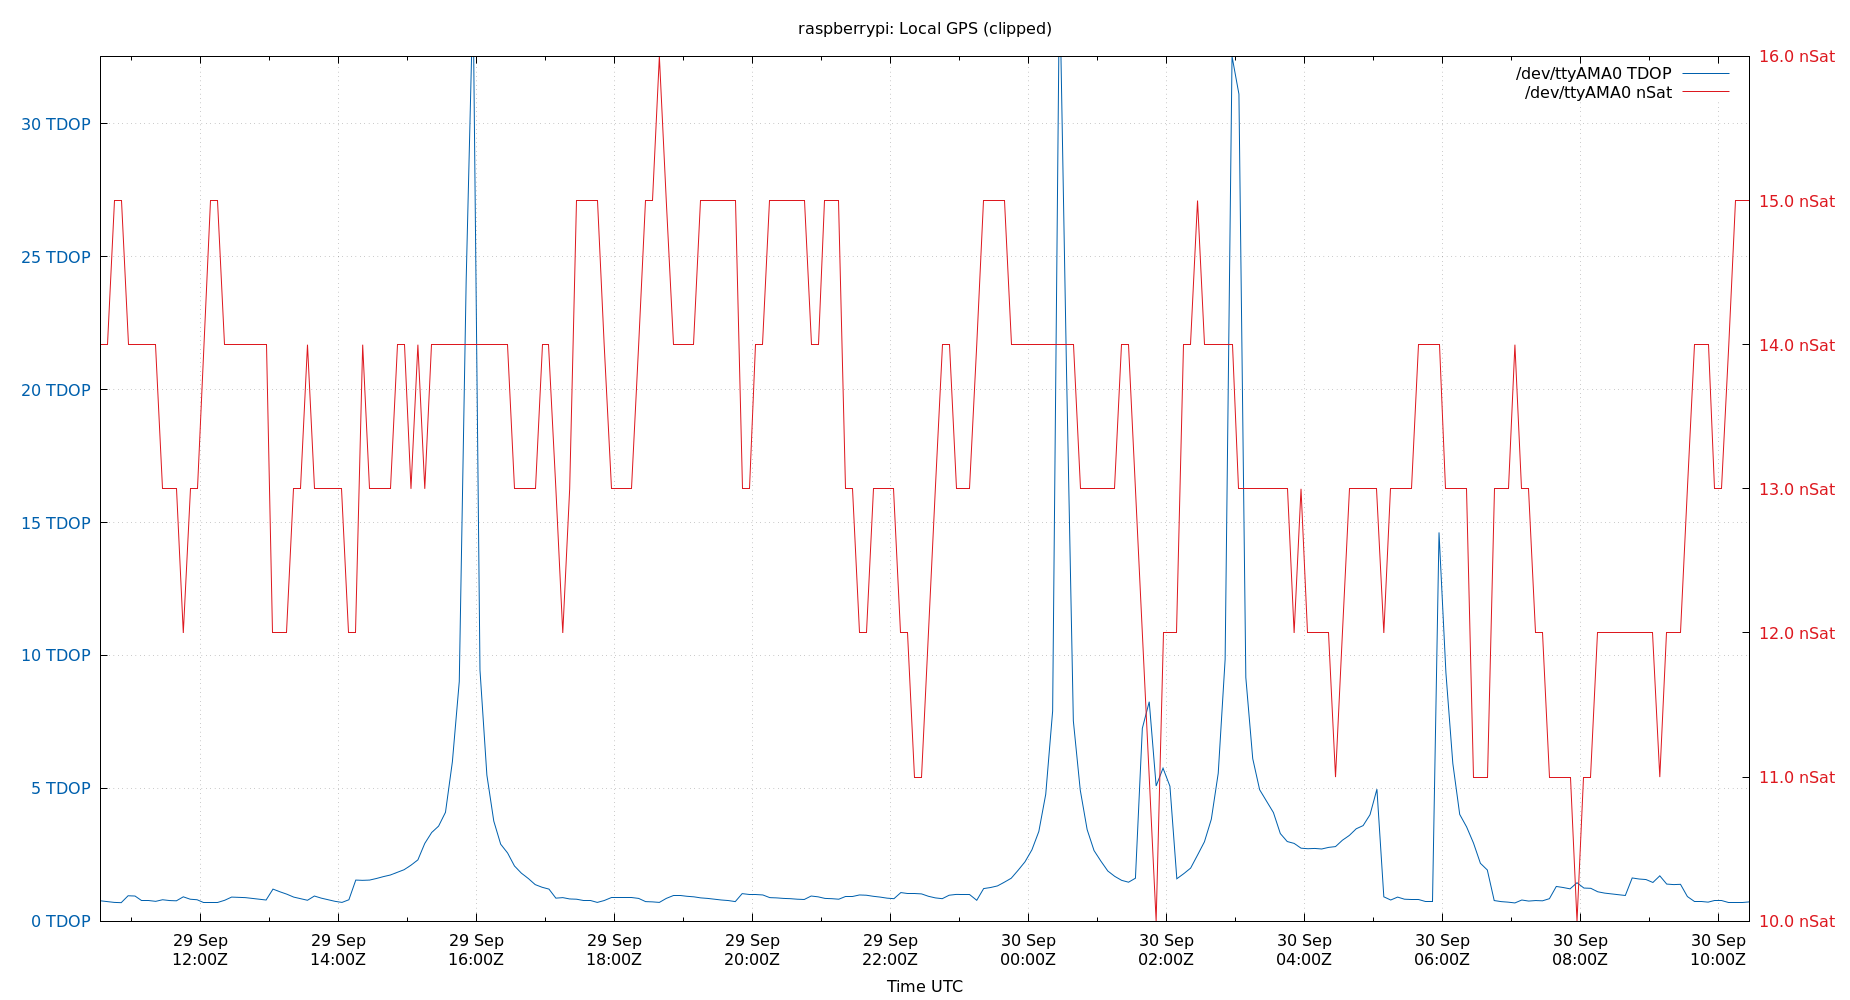 raspberrypi: Local GPS (clipped)
/dev/ttyAMA0 TDOP
/dev/ttyAMA0 nSat
30 TDOP
25 TDOP
20 TDOP
15 TDOP
10 TDOP
5 TDOP
0 TDOP
16.0 nSat
15.0 nSat
14.0 nSat
13.0 nSat
12.0 nSat
11.0 nSat
10.0 nSat
29 Sep
12:00Z
29 Sep
14:00Z
29 Sep
16:00Z
29 Sep
18:00Z
29 Sep
20:00Z
29 Sep
22:00Z
30 Sep
00:00Z
30 Sep
02:00Z
30 Sep
04:00Z
30 Sep
06:00Z
30 Sep
08:00Z
30 Sep
10:00Z
Time UTC